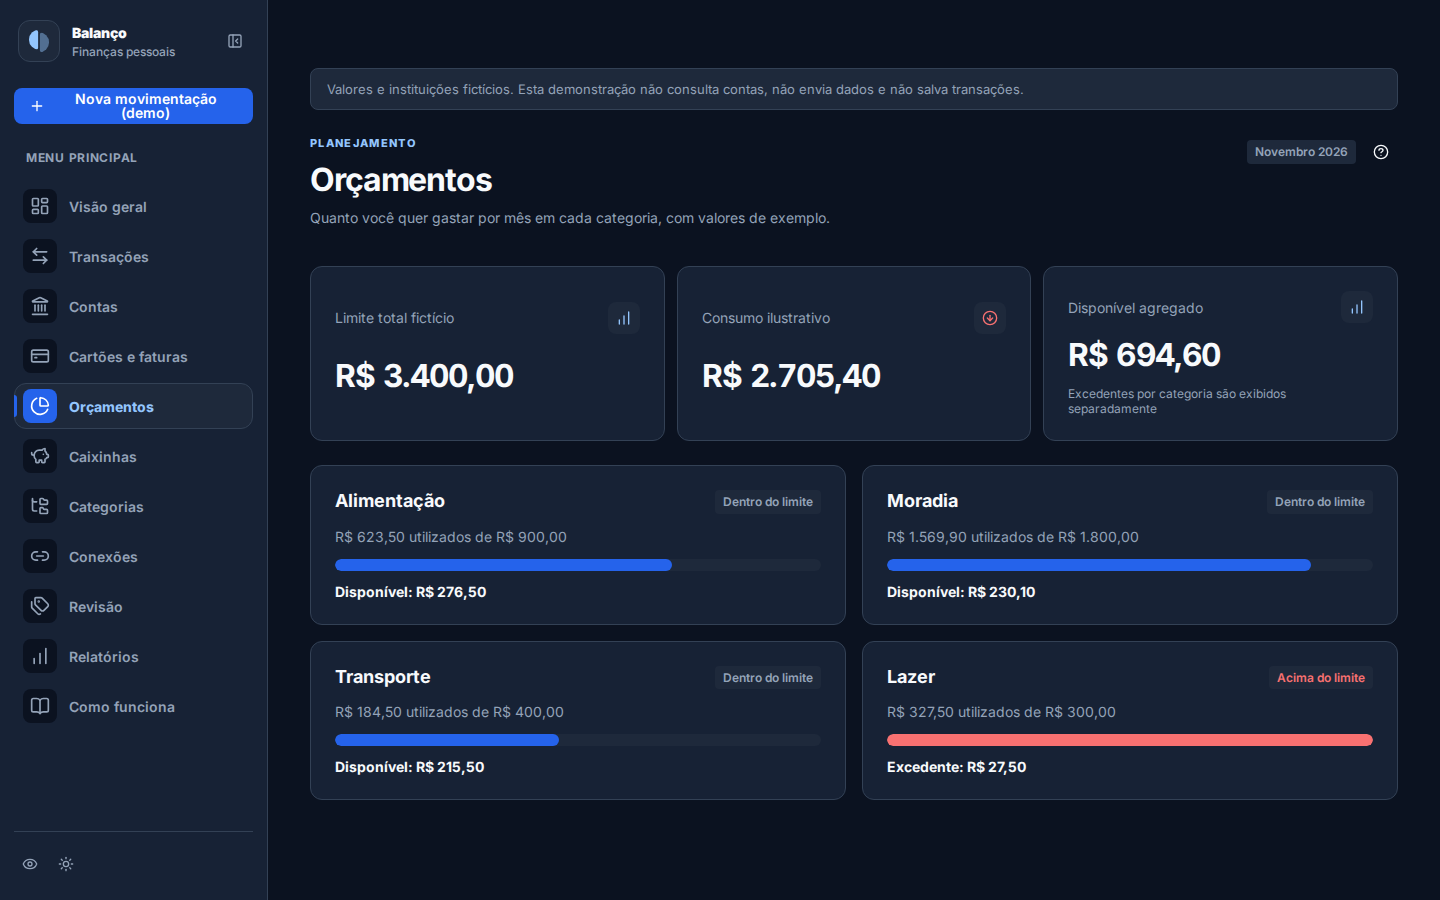 Balanço
Finanças pessoais
Nova movimentação
(demo)
MENU PRINCIPAL
Visão geral
Transações
Contas
Cartões e faturas
Orçamentos
Caixinhas
Categorias
Conexões
Revisão
Relatórios
Como funciona
Valores e instituições fictícios. Esta demonstração não consulta contas, não envia dados e não salva transações.
PLANEJAMENTO
Orçamentos
Quanto você quer gastar por mês em cada categoria, com valores de exemplo.
Novembro 2026
Limite total fictício
R$ 3.400,00
Consumo ilustrativo
R$ 2.705,40
Disponível agregado
R$ 694,60
Excedentes por categoria são exibidos
separadamente
Alimentação
Dentro do limite
R$ 623,50 utilizados de R$ 900,00
Disponível: R$ 276,50
Moradia
Dentro do limite
R$ 1.569,90 utilizados de R$ 1.800,00
Disponível: R$ 230,10
Transporte
Dentro do limite
R$ 184,50 utilizados de R$ 400,00
Disponível: R$ 215,50
Lazer
Acima do limite
R$ 327,50 utilizados de R$ 300,00
Excedente: R$ 27,50